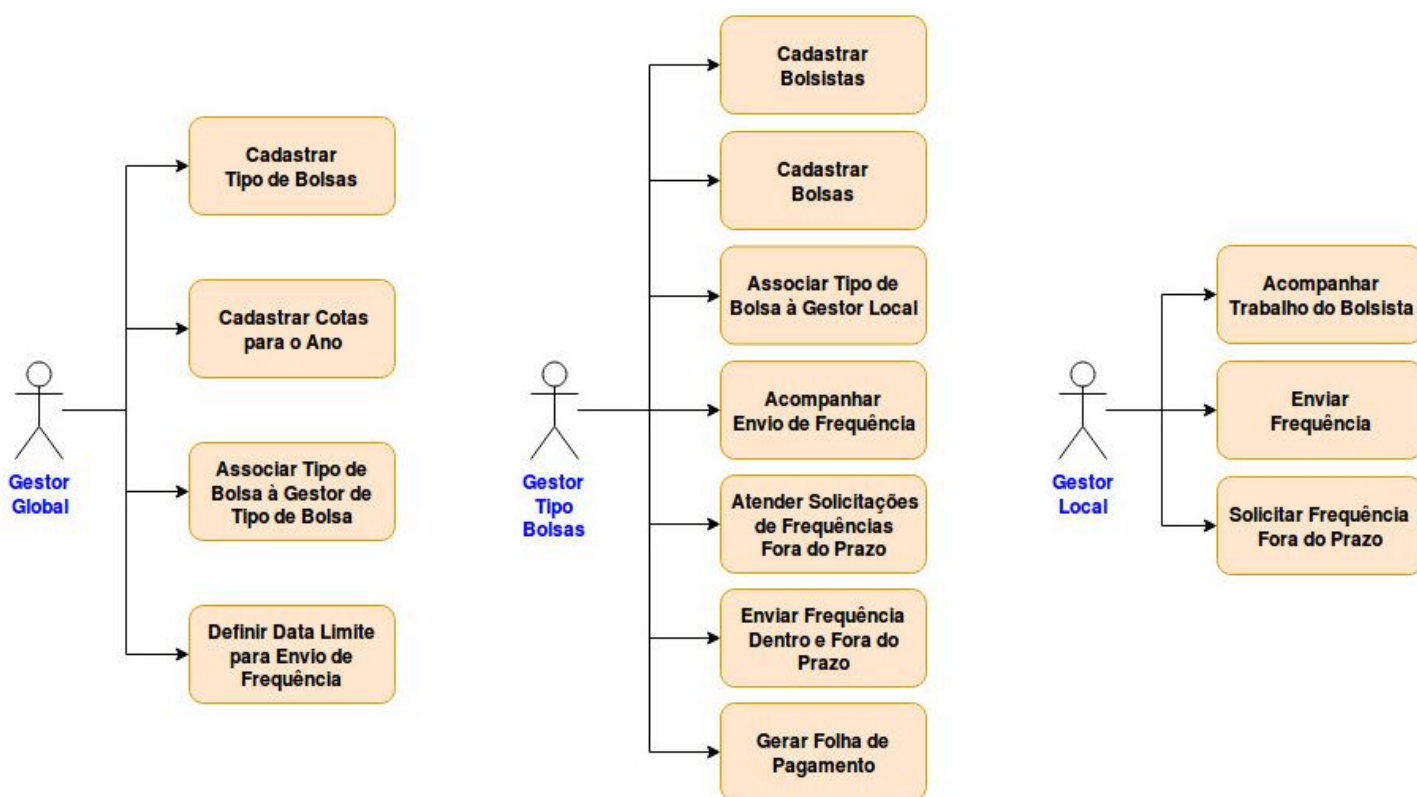 Cadastrar
Tipo de Bolsas
Cadastrar Cotas
para o Ano
Associar Tipo de
Bolsa à Gestor de
Tipo de Bolsa
Definir Data Limite
para Envio de
Frequência
Gestor
Global
Cadastrar
Bolsistas
Cadastrar
Bolsas
Associar Tipo de
Bolsa à Gestor Local
Acompanhar
Envio de Frequência
Atender Solicitações
de Frequências
Fora do Prazo
Enviar Frequência
Dentro e Fora do
Prazo
Gerar Folha de
Pagamento
Gestor
Tipo
Bolsas
Acompanhar
Trabalho do Bolsista
Enviar
Frequência
Solicitar Frequência
Fora do Prazo
Gestor
Local